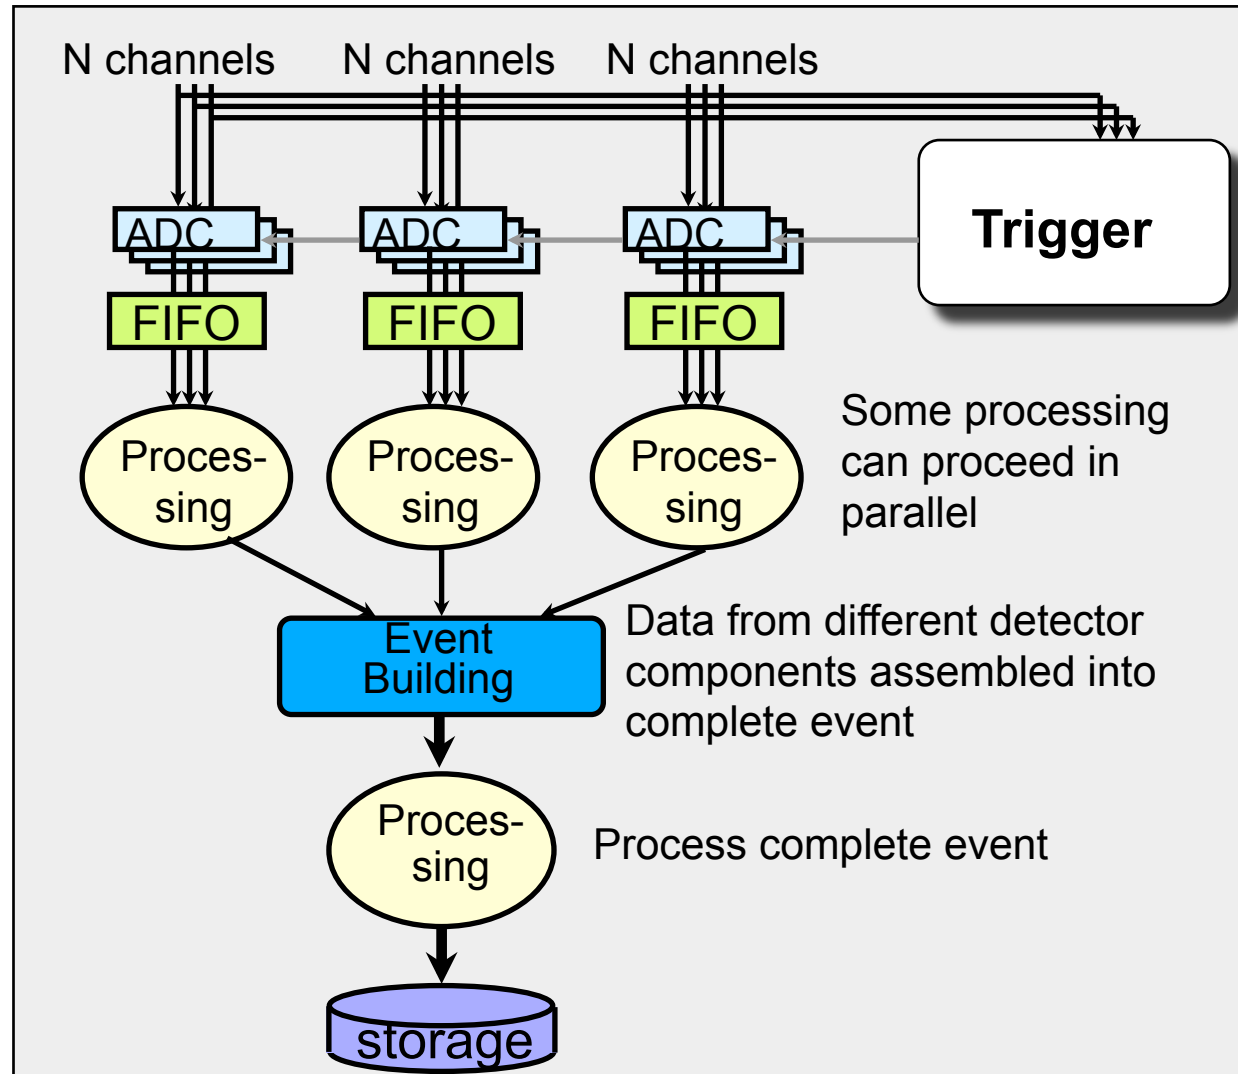 N channels
N channels
N channels
Trigger
ADC
ADC
ADC
FIFO
FIFO
FIFO
Proces-
sing
Proces-
sing
Proces-
sing
Some processing
can proceed in
parallel
Event
Building
Data from different detector
components assembled into
complete event
Proces-
sing
Process complete event
storage